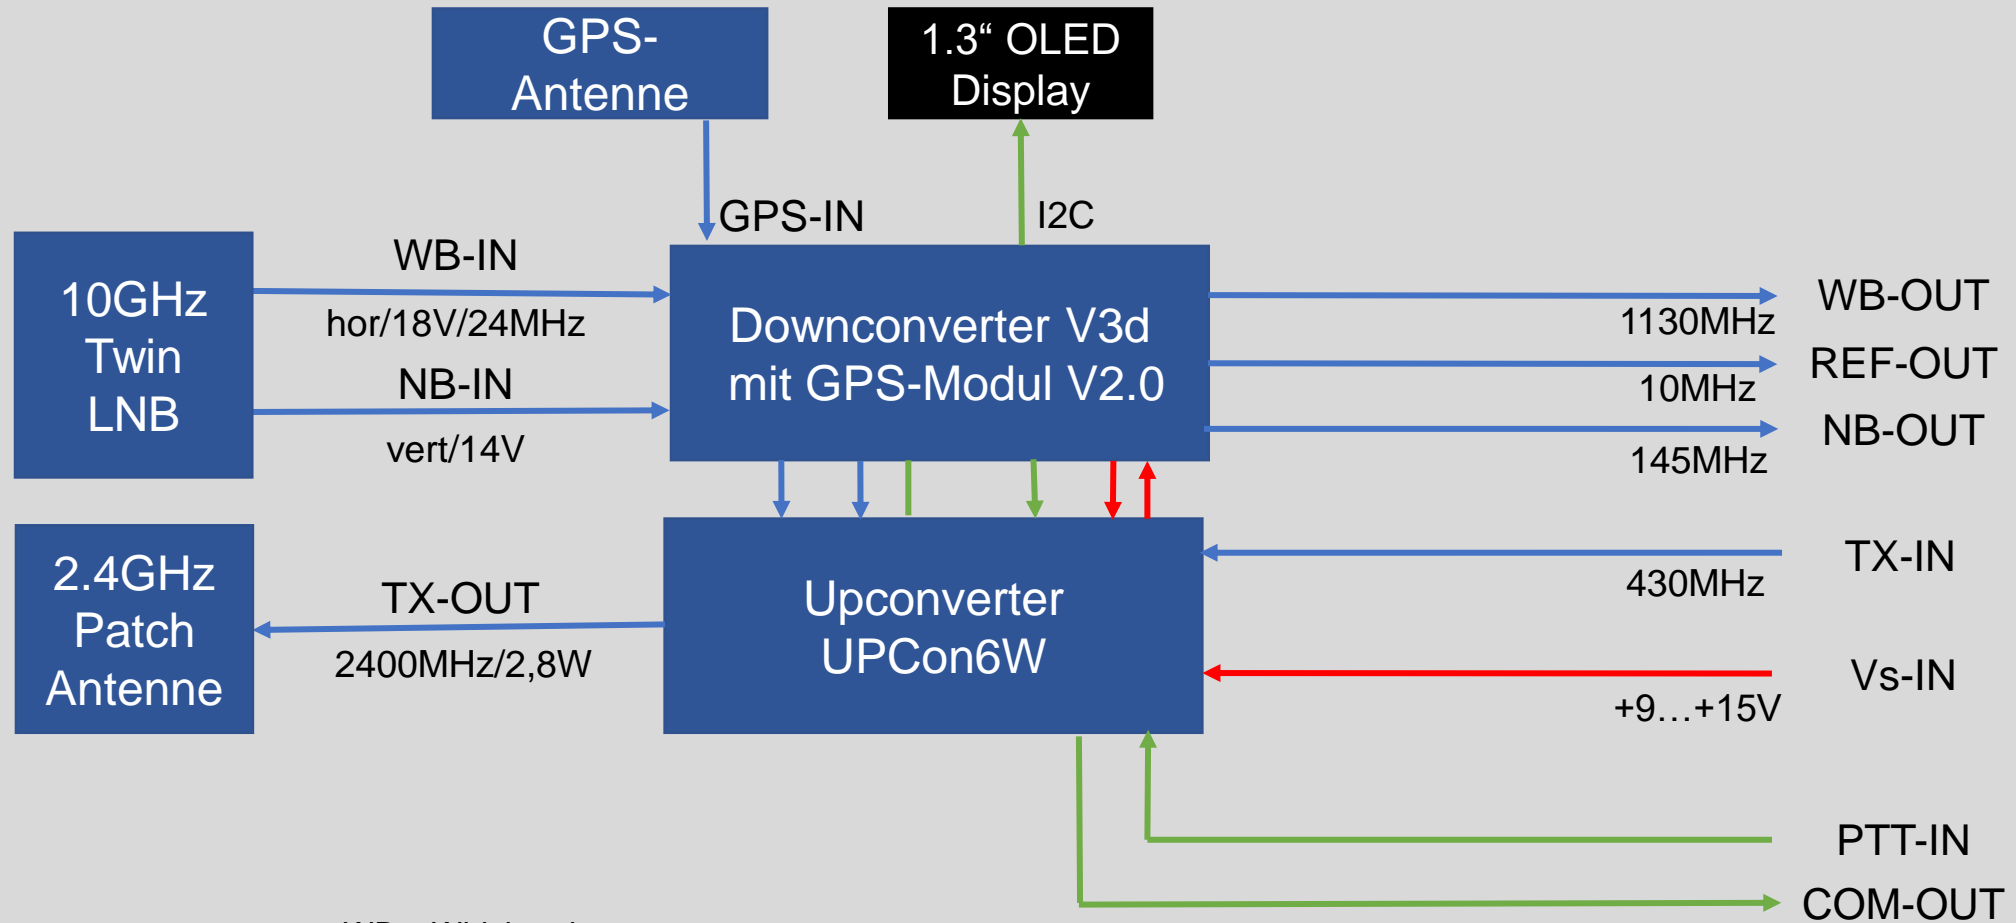 GPS-
Antenne
1.3“ OLED
Display
GPS-IN
I2C
10GHz
Twin
LNB
WB-IN
hor/18V/24MHz
NB-IN
vert/14V
Downconverter V3d
mit GPS-Modul V2.0
WB-OUT
1130MHz
REF-OUT
10MHz
NB-OUT
145MHz
2.4GHz
Patch
Antenne
TX-OUT
2400MHz/2,8W
Upconverter
UPCon6W
TX-IN
430MHz
Vs-IN
+9…+15V
PTT-IN
COM-OUT